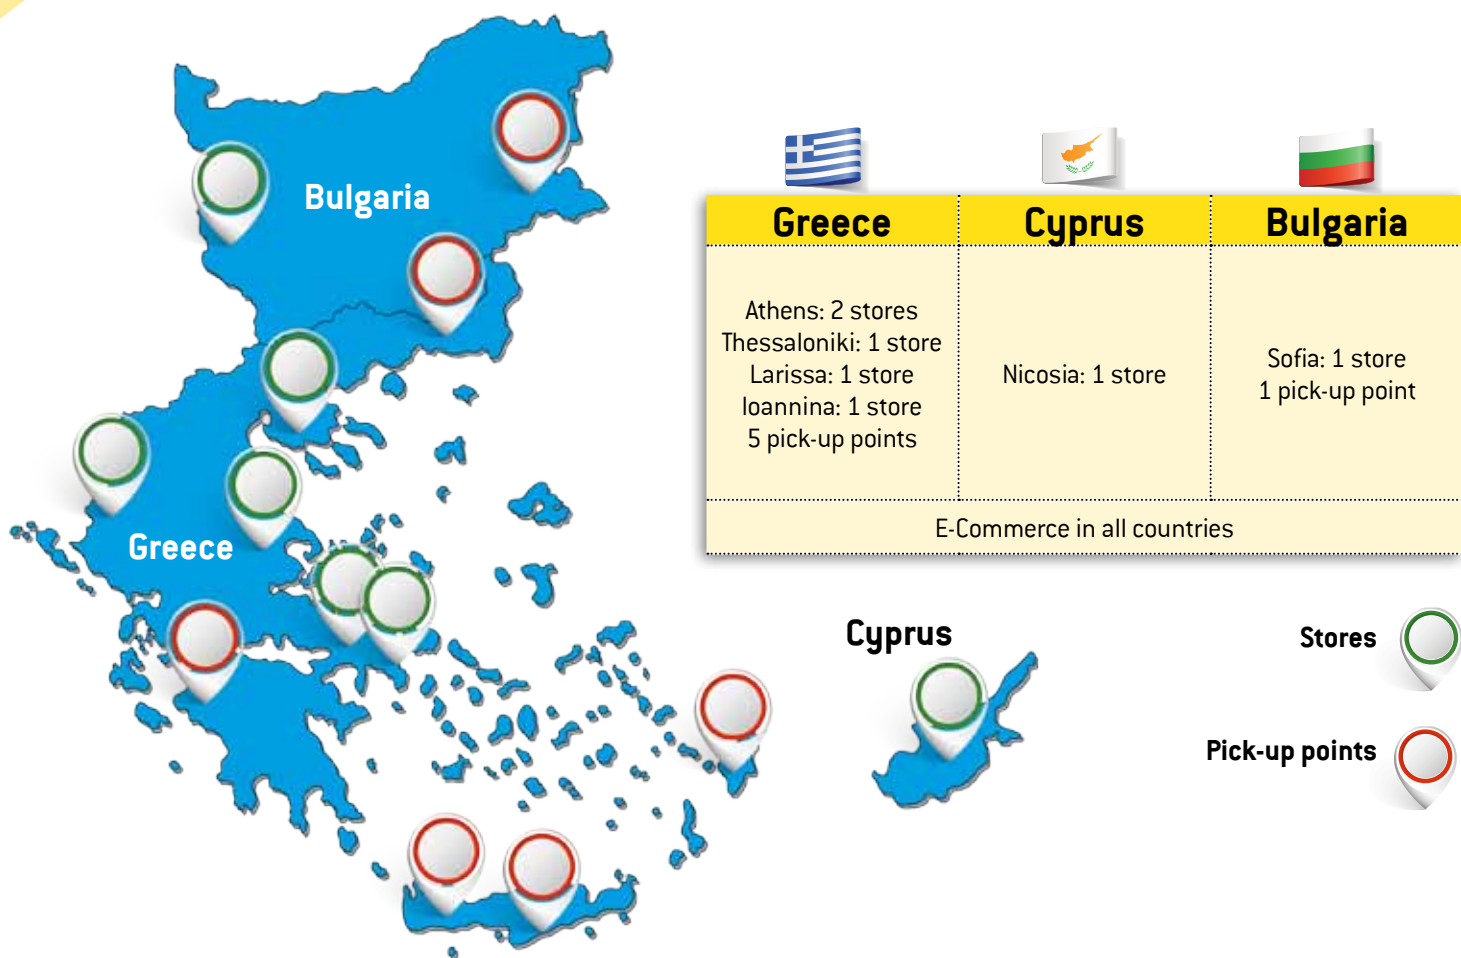 Bulgaria
Greece
Greece
Cyprus
Bulgaria
Athens: 2 stores
Thessaloniki: 1 store
Larissa: 1 store
Ioannina: 1 store
5 pick-up points
Nicosia: 1 store
Sofia: 1 store
1 pick-up point
E-Commerce in all countries
Cyprus
Stores
Pick-up points